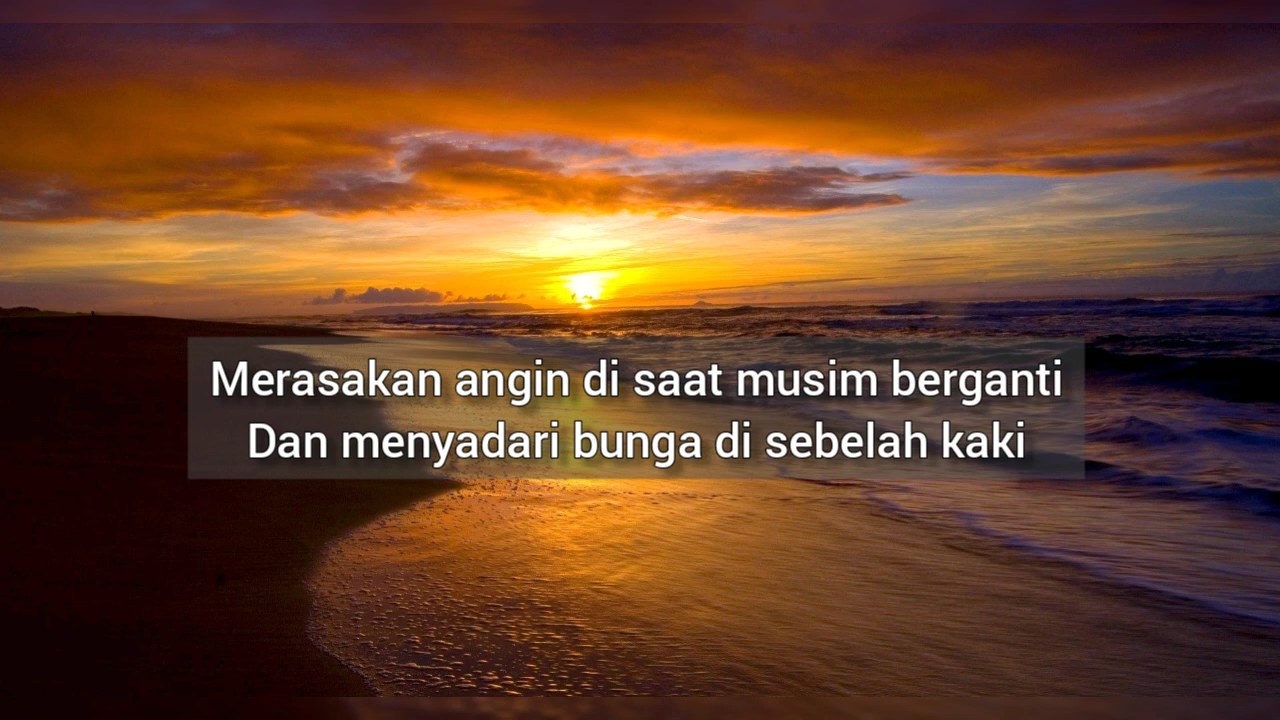 Merasakan angin di saat musim berganti
Dan menyadari bunga di sebelah kaki